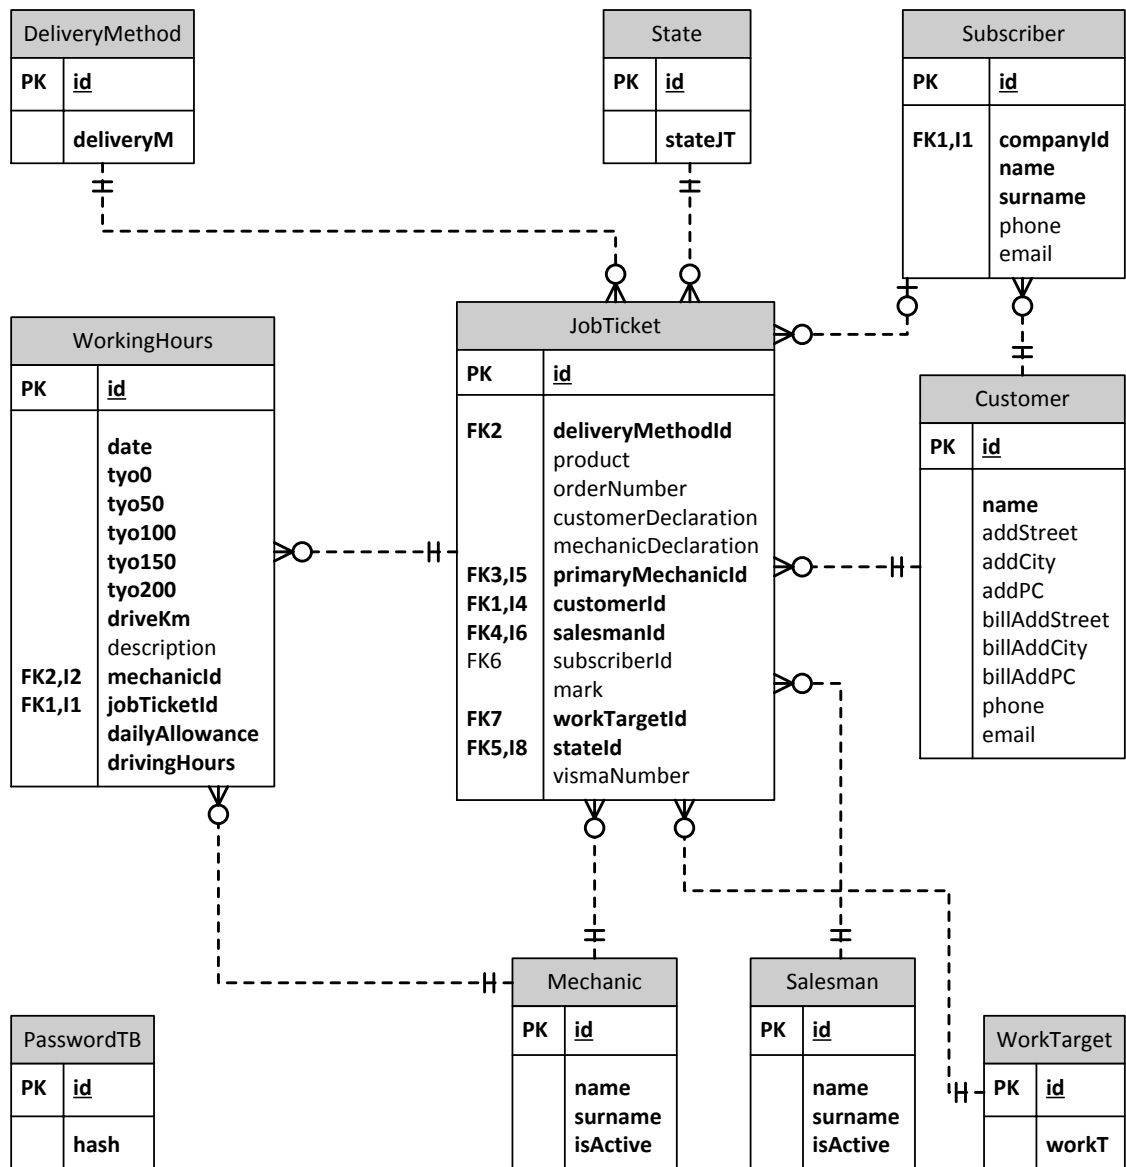 DeliveryMethod
PK id
deliveryM
State
PK id
stateJT
Subscriber
PK id
FK1,I1 companyId
name
surname
phone
email
WorkingHours
PK id
date
tyo0
tyo50
tyo100
tyo150
tyo200
driveKm
description
FK2,I2 mechanicId
FK1,I1 jobTicketId
dailyAllowance
drivingHours
JobTicket
PK id
FK2 deliveryMethodId
product
orderNumber
customerDeclaration
mechanicDeclaration
FK3,I5 primaryMechanicId
FK1,I4 customerId
FK4,I6 salesmanId
FK6 subscriberId
mark
FK7 workTargetId
FK5,I8 stateId
vismaNumber
Customer
PK id
name
addStreet
addCity
addPC
billAddStreet
billAddCity
billAddPC
phone
email
PasswordTB
PK id
hash
Mechanic
PK id
name
surname
isActive
Salesman
PK id
name
surname
isActive
WorkTarget
PK id
workT